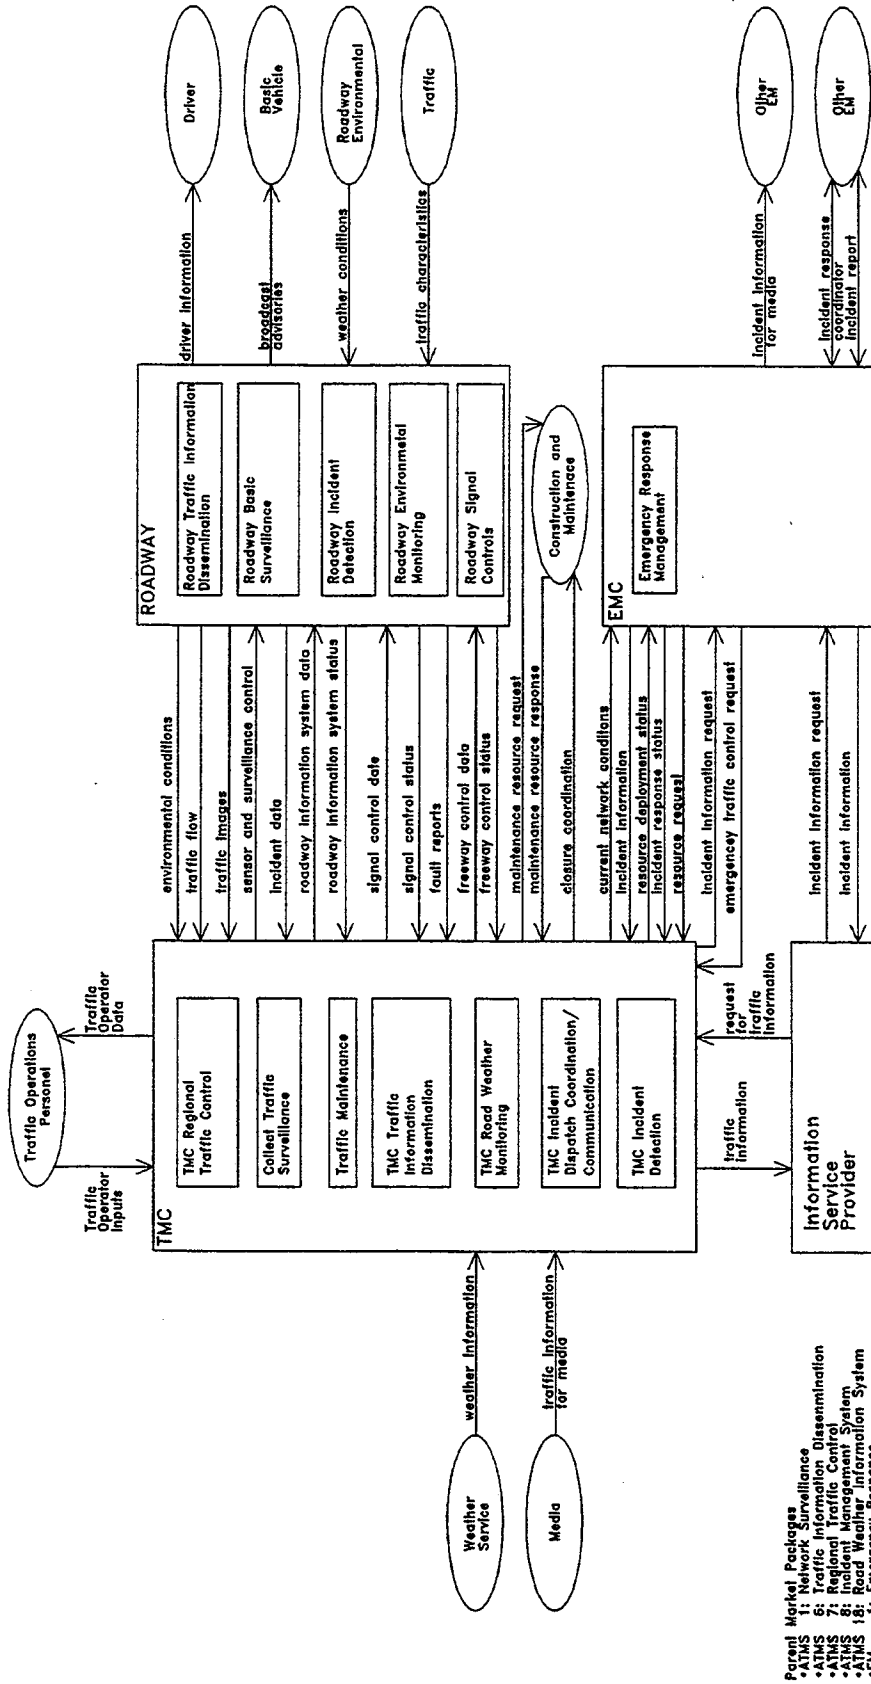 Traffic Operations
Personel
Traffic
Operator
Inputs
Traffic
Operator
Data
TMC
TMC Regional
Traffic Control
Collect Traffic
Surveillance
Traffic Maintenance
TMC Traffic
Information
Dissemination
TMC Road Weather
Monitoring
TMC Incident
Dispatch Coordination/
Communication
TMC Incident
Detection
Weather
Service
weather information
Media
traffic information
for media
environmental conditions
traffic flow
traffic images
sensor and surveillance control
incident data
roadway information system data
roadway information system status
signal control date
signal control status
fault reports
freeway control data
freeway control status
maintenance resource request
maintenance resource response
closure coordination
current network conditons
incident information
resource deployment status
incident response status
resource request
incident information request
emergencey traffic control request
ROADWAY
Roadway Traffic Information
Dissemination
Roadway Basic
Surveillance
Roadway Incident
Detection
Roadway Environmetal
Monitoring
Roadway Signal
Controls
driver information
Driver
broadcast
advisories
Basic
Vehicle
weather conditions
Roadway
Environmental
traffic characteristics
Traffic
Construction and
Maintenace
EMC
Emergency Response
Management
incident information
for media
Other
EM
incident response
coordinator
incident report
Other
EM
traffic
information
request
for
traffic
information
Information
Service
Provider
incident information request
incident information
Parent Market Packages
•ATMS 1: Network Surveillance
•ATMS 6: Traffic Information Dissenmination
•ATMS 7: Regional Traffic Control
•ATMS 8: Incident Management System
•ATMS 18: Road Weather Information System